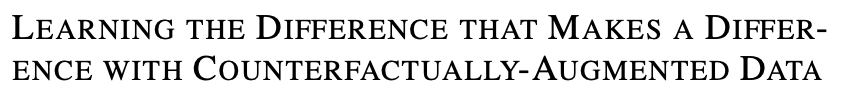 LEARNING THE DIFFERENCE THAT MAKES A DIFFER-
ENCE WITH COUNTERFACTUALLY-AUGMENTED DATA